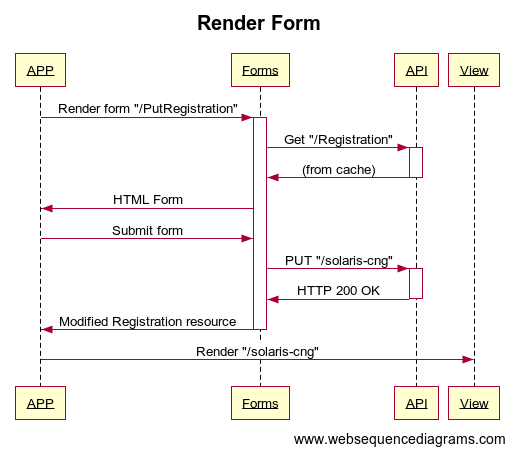 Render Form
APP Forms API View
Render form "/PutRegistration"
Get "/Registration"
(from cache)
HTML Form
Submit form
PUT "/solaris-cng"
HTTP 200 OK
Modified Registration resource
Render "/solaris-cng"
APP Forms API View
www.websequencediagrams.com